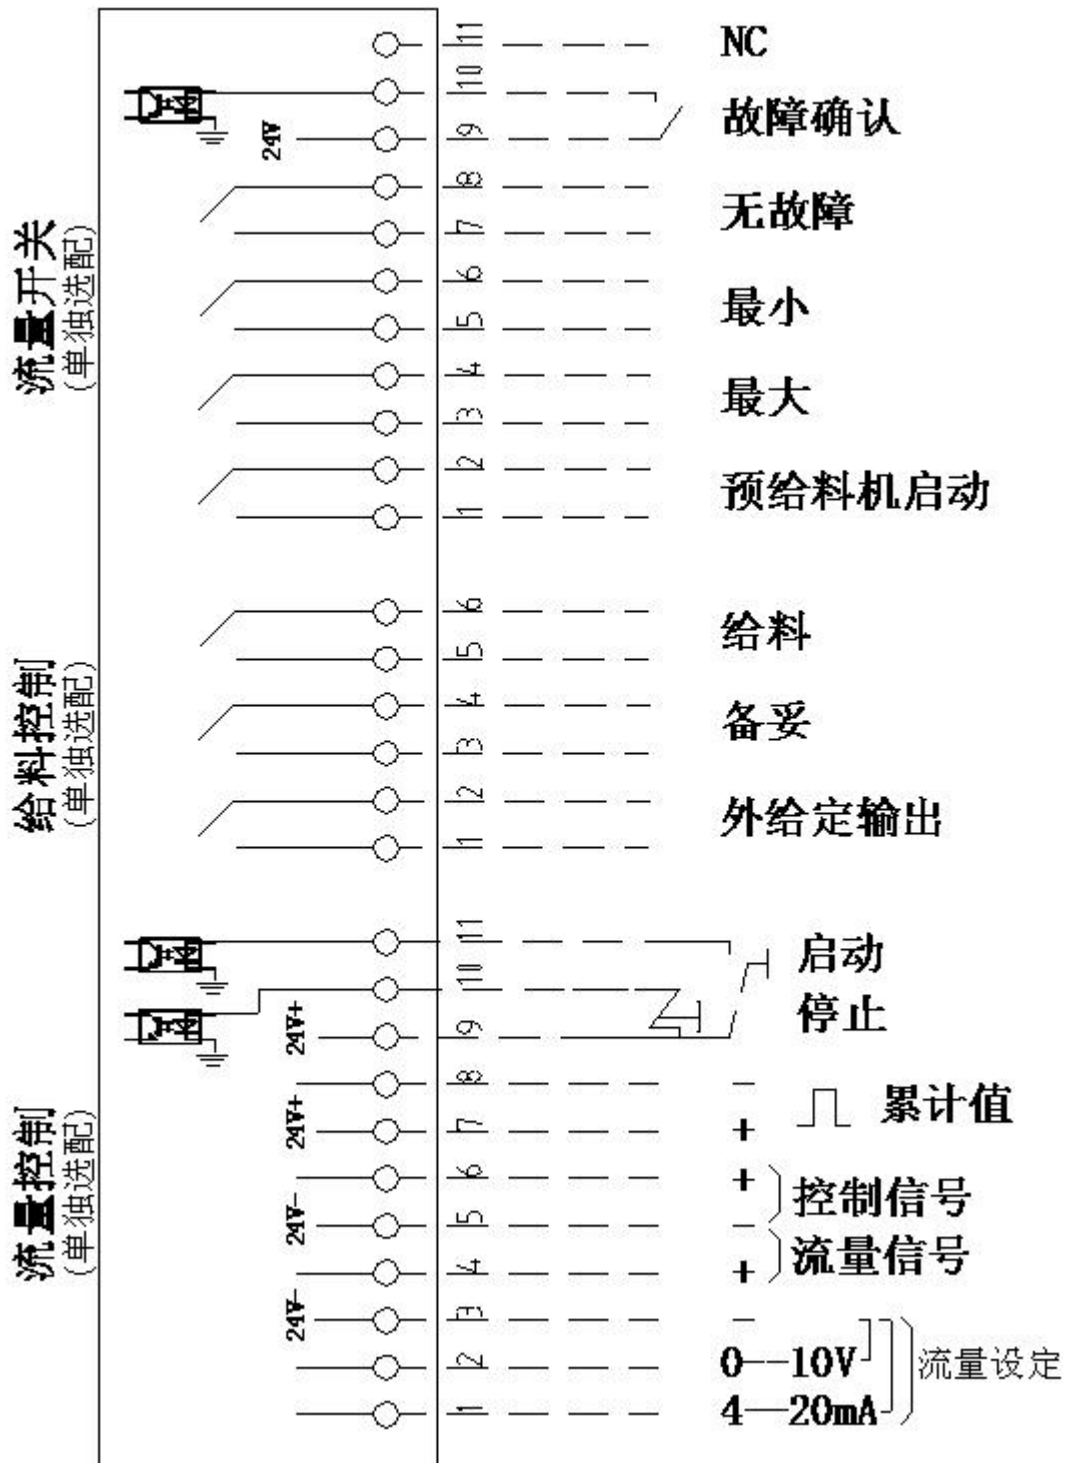 流量开关
(单独选配)
11 NC
10
24V 9 故障确认
8
7 无故障
6
5 最小
4
3 最大
2
1 预给料机启动
给料控制
(单独选配)
6
5 给料
4
3 备妥
2
1 外给定输出
流量控制
(单独选配)
11 启动
10 停止
24V+ 9
8 −
24V+ 7 + 累计值
6 + 控制信号
24V− 5 −
4 + 流量信号
24V− 3 −
2 0--10V 流量设定
1 4—20mA